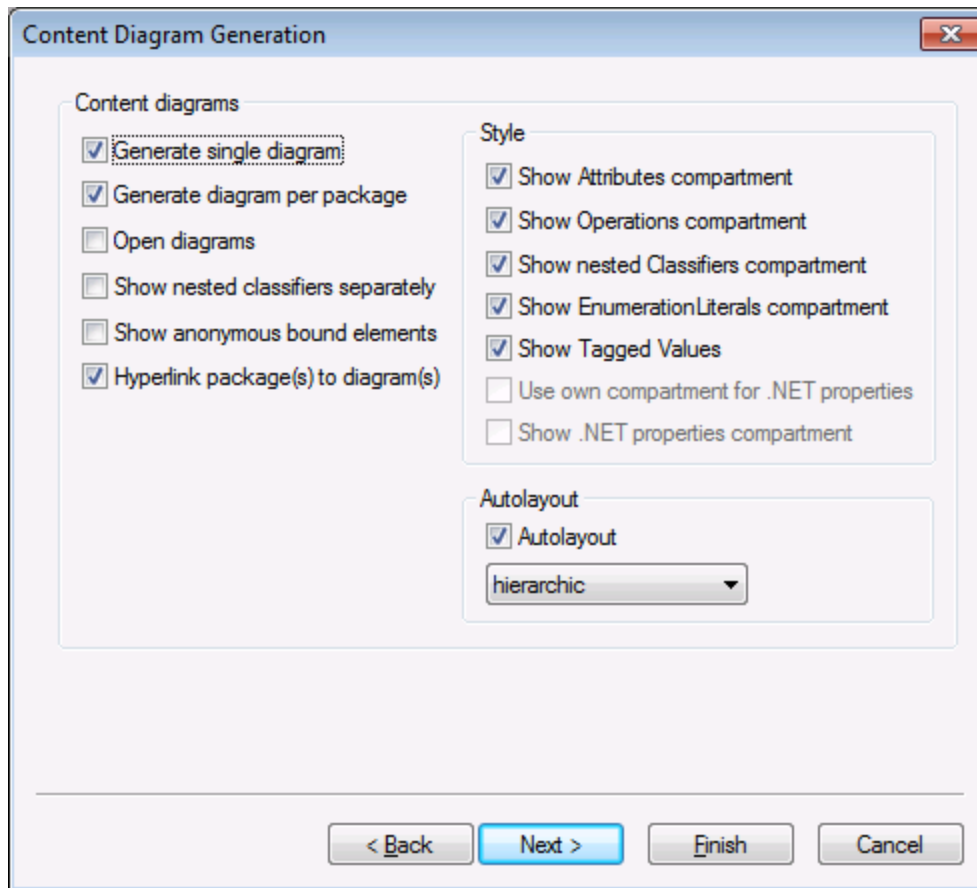 Content Diagram Generation
Content diagrams
Generate single diagram
Generate diagram per package
Open diagrams
Show nested classifiers separately
Show anonymous bound elements
Hyperlink package(s) to diagram(s)
Style
Show Attributes compartment
Show Operations compartment
Show nested Classifiers compartment
Show EnumerationLiterals compartment
Show Tagged Values
Use own compartment for .NET properties
Show .NET properties compartment
Autolayout
Autolayout
hierarchic
< Back
Next >
Finish
Cancel